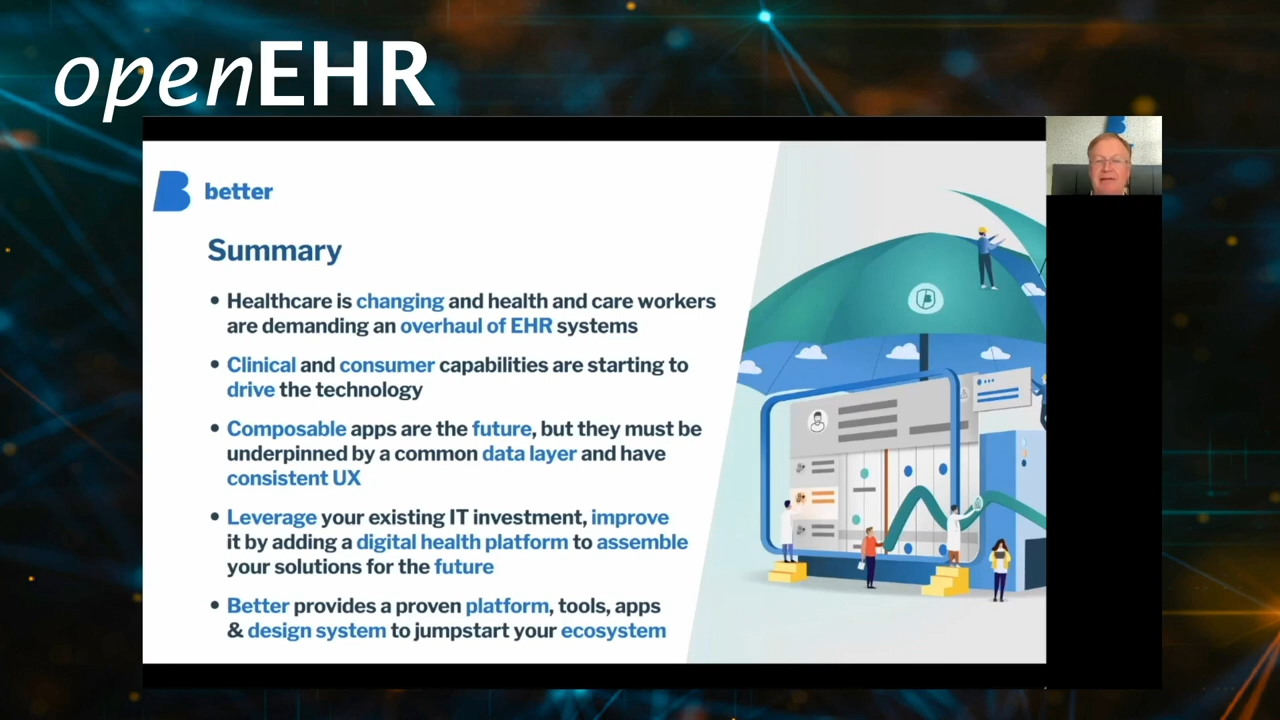 openEHR
better
Summary
• Healthcare is changing and health and care workers
are demanding an overhaul of EHR systems
• Clinical and consumer capabilities are starting to
drive the technology
• Composable apps are the future, but they must be
underpinned by a common data layer and have
consistent UX
• Leverage your existing IT investment, improve
it by adding a digital health platform to assemble
your solutions for the future
• Better provides a proven platform, tools, apps
& design system to jumpstart your ecosystem